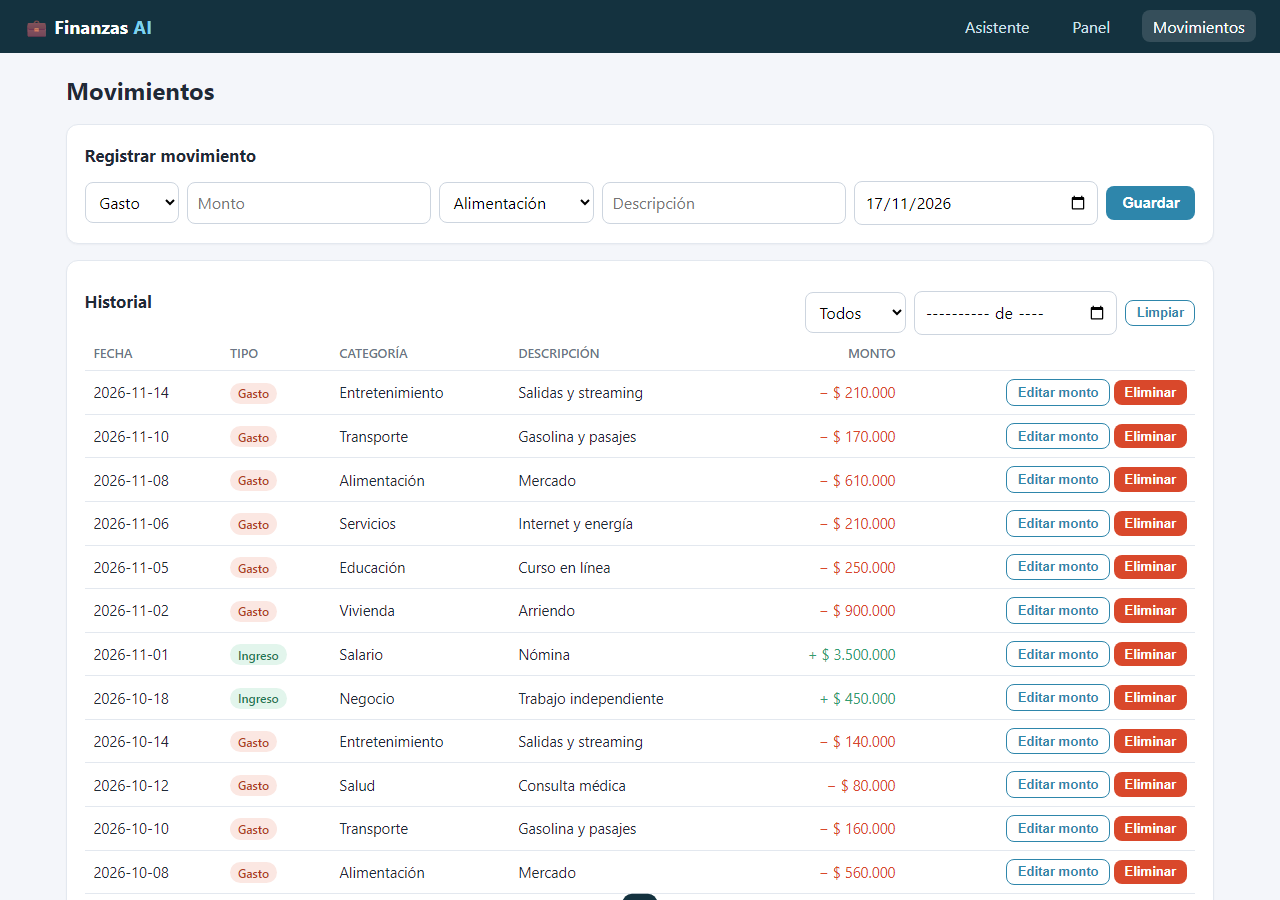 Finanzas AI
Asistente Panel Movimientos
Movimientos
Registrar movimiento
Gasto Monto Alimentación Descripción 17/11/2026 Guardar
Historial
Todos ---------- de ---- Limpiar
FECHA TIPO CATEGORÍA DESCRIPCIÓN MONTO
2026-11-14 Gasto Entretenimiento Salidas y streaming − $ 210.000 Editar monto Eliminar
2026-11-10 Gasto Transporte Gasolina y pasajes − $ 170.000 Editar monto Eliminar
2026-11-08 Gasto Alimentación Mercado − $ 610.000 Editar monto Eliminar
2026-11-06 Gasto Servicios Internet y energía − $ 210.000 Editar monto Eliminar
2026-11-05 Gasto Educación Curso en línea − $ 250.000 Editar monto Eliminar
2026-11-02 Gasto Vivienda Arriendo − $ 900.000 Editar monto Eliminar
2026-11-01 Ingreso Salario Nómina + $ 3.500.000 Editar monto Eliminar
2026-10-18 Ingreso Negocio Trabajo independiente + $ 450.000 Editar monto Eliminar
2026-10-14 Gasto Entretenimiento Salidas y streaming − $ 140.000 Editar monto Eliminar
2026-10-12 Gasto Salud Consulta médica − $ 80.000 Editar monto Eliminar
2026-10-10 Gasto Transporte Gasolina y pasajes − $ 160.000 Editar monto Eliminar
2026-10-08 Gasto Alimentación Mercado − $ 560.000 Editar monto Eliminar